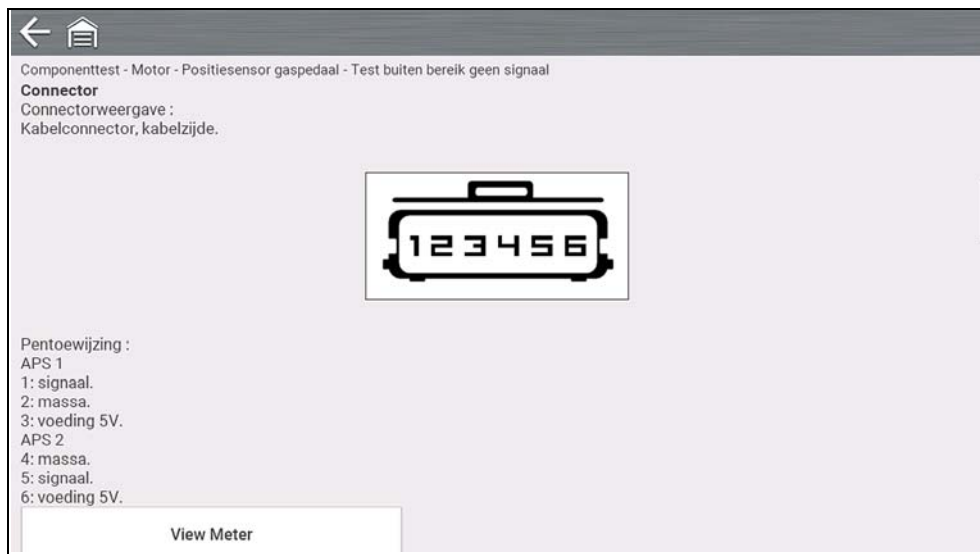 Componenttest - Motor - Positiesensor gaspedaal - Test buiten bereik geen signaal
Connector
Connectorweergave :
Kabelconnector, kabelzijde.
123456
Pentoewijzing :
APS 1
1: signaal.
2: massa.
3: voeding 5V.
APS 2
4: massa.
5: signaal.
6: voeding 5V.
View Meter